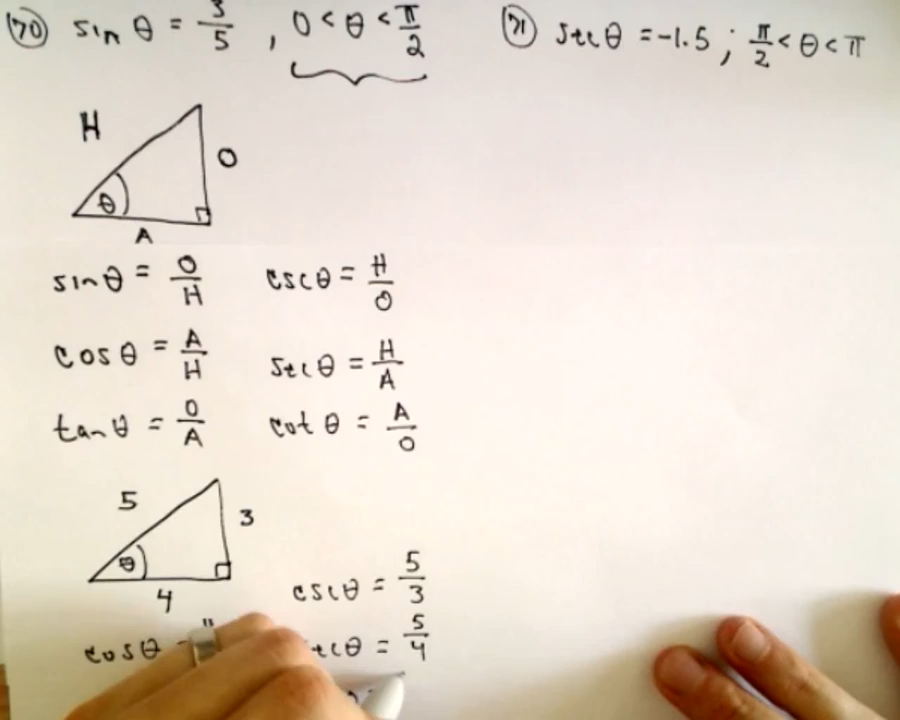 70 sin θ = 3/5 , 0 < θ < π/2
71 sec θ = -1.5 ; π/2 < θ < π
H
O
θ
A
sin θ = O/H csc θ = H/O
cos θ = A/H sec θ = H/A
tan θ = O/A cot θ = A/O
5
3
θ
4
csc θ = 5/3
cos θ = 
sec θ = 5/4